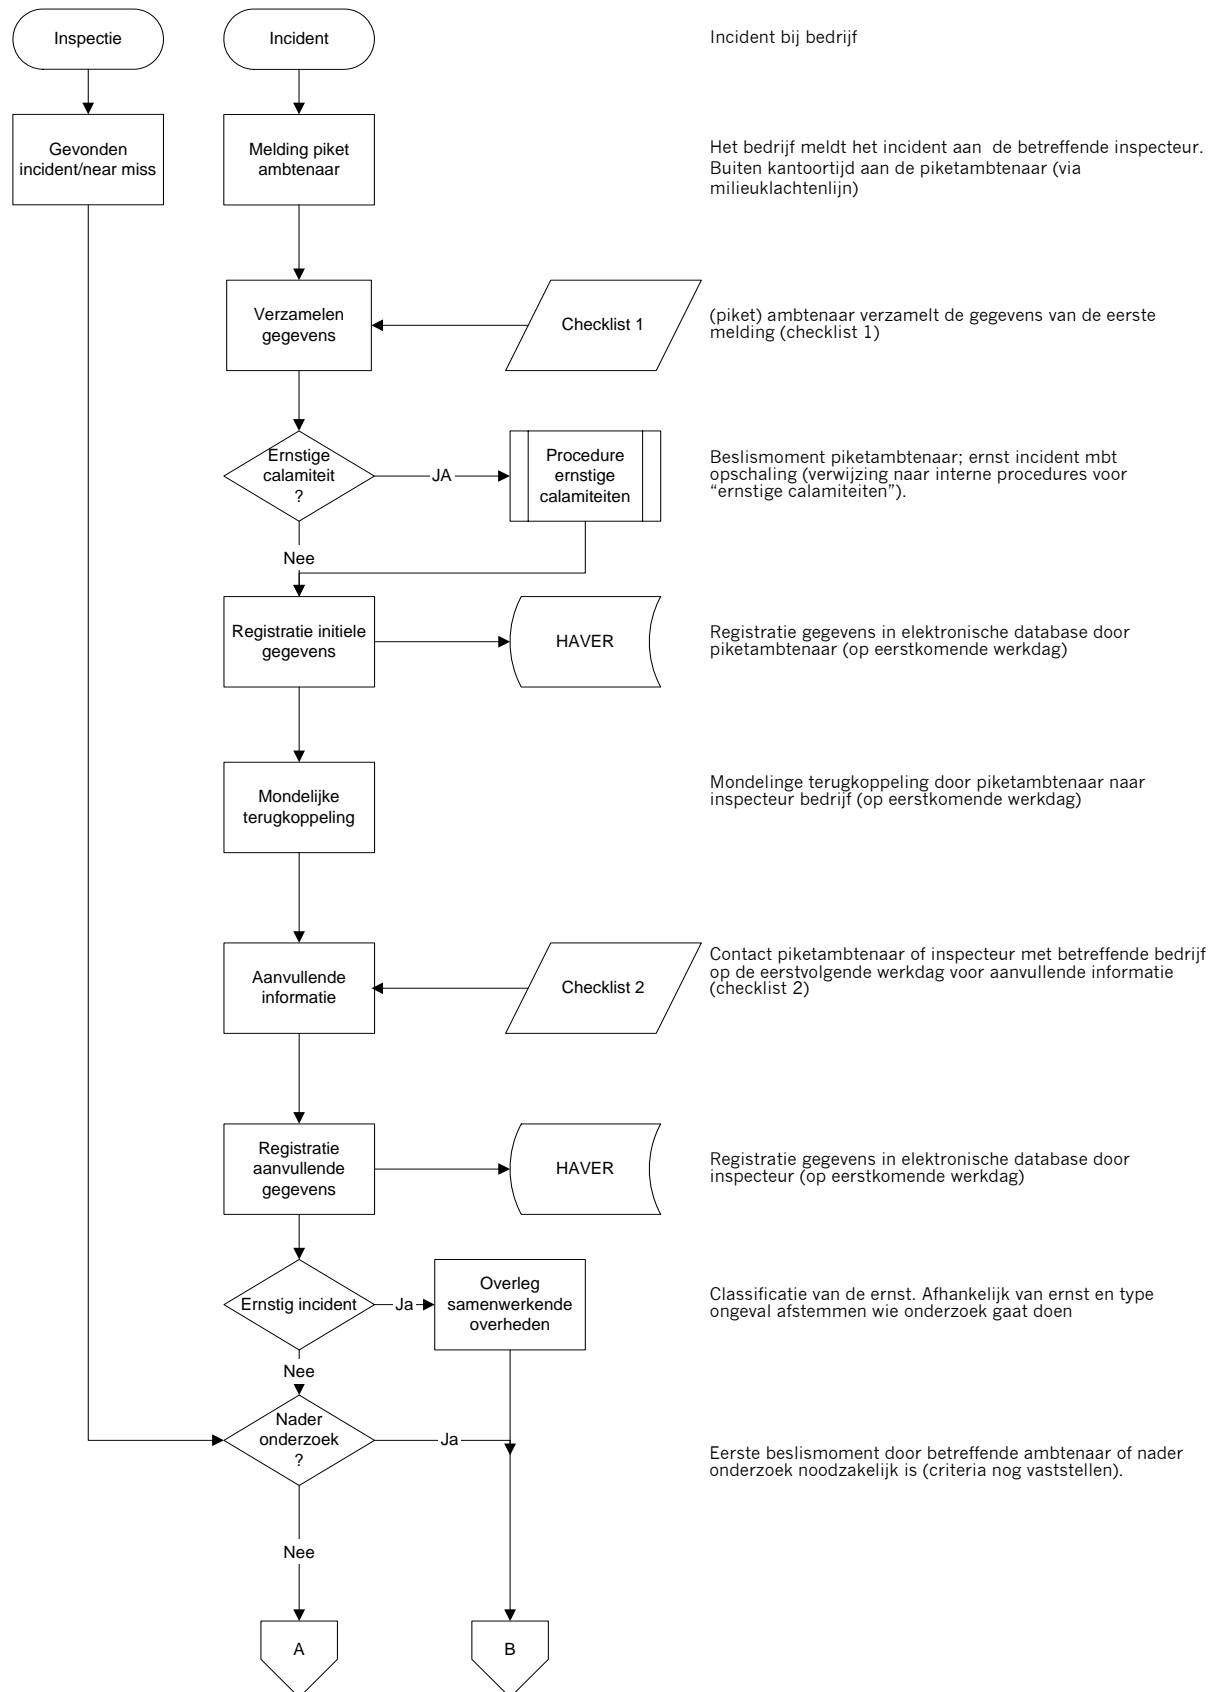 Inspectie
Incident
Incident bij bedrijf
Gevonden
incident/near miss
Melding piket
ambtenaar
Het bedrijf meldt het incident aan  de betreffende inspecteur.
Buiten kantoortijd aan de piketambtenaar (via
milieuklachtenlijn)
Verzamelen
gegevens
Checklist 1
(piket) ambtenaar verzamelt de gegevens van de eerste
melding (checklist 1)
Ernstige
calamiteit
?
JA
Procedure
ernstige
calamiteiten
Beslismoment piketambtenaar; ernst incident mbt
opschaling (verwijzing naar interne procedures voor
“ernstige calamiteiten”).
Nee
Registratie initiele
gegevens
HAVER
Registratie gegevens in elektronische database door
piketambtenaar (op eerstkomende werkdag)
Mondelijke
terugkoppeling
Mondelinge terugkoppeling door piketambtenaar naar
inspecteur bedrijf (op eerstkomende werkdag)
Aanvullende
informatie
Checklist 2
Contact piketambtenaar of inspecteur met betreffende bedrijf
op de eerstvolgende werkdag voor aanvullende informatie
(checklist 2)
Registratie
aanvullende
gegevens
HAVER
Registratie gegevens in elektronische database door
inspecteur (op eerstkomende werkdag)
Ernstig incident
Ja
Overleg
samenwerkende
overheden
Classificatie van de ernst. Afhankelijk van ernst en type
ongeval afstemmen wie onderzoek gaat doen
Nee
Nader
onderzoek
?
Ja
Eerste beslismoment door betreffende ambtenaar of nader
onderzoek noodzakelijk is (criteria nog vaststellen).
Nee
A
B